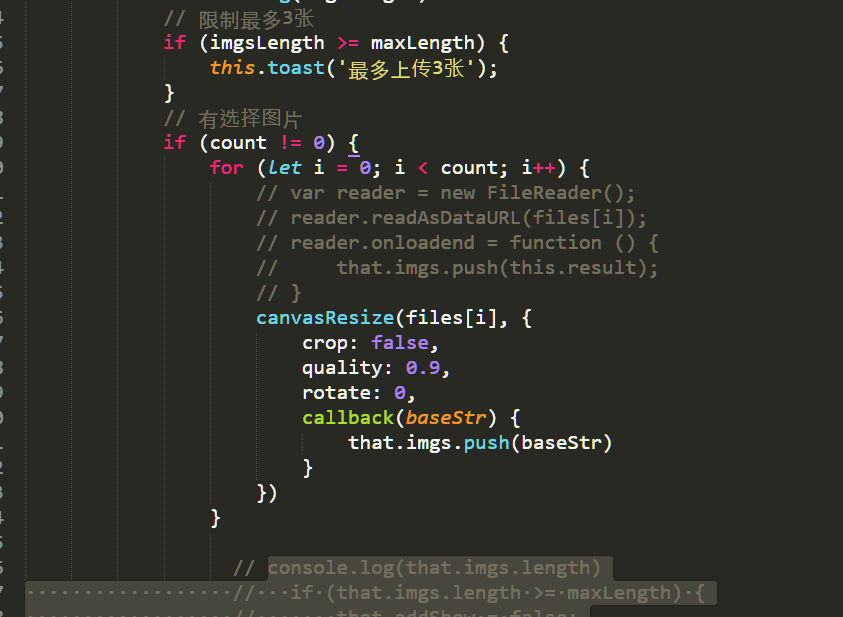 // 限制最多3张
if (imgsLength >= maxLength) {
this.toast('最多上传3张');
}
// 有选择图片
if (count != 0) {
for (let i = 0; i < count; i++) {
// var reader = new FileReader();
// reader.readAsDataURL(files[i]);
// reader.onloadend = function () {
//     that.imgs.push(this.result);
// }
canvasResize(files[i], {
crop: false,
quality: 0.9,
rotate: 0,
callback(baseStr) {
that.imgs.push(baseStr)
}
})
}
// console.log(that.imgs.length)
//   if (that.imgs.length >= maxLength) {
//       that.addShow = false;